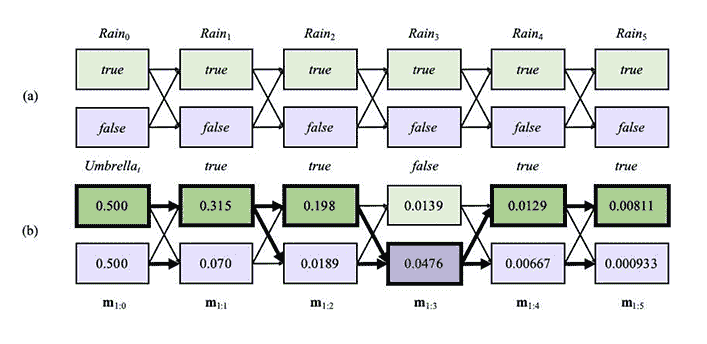 Rain0 Rain1 Rain2 Rain3 Rain4 Rain5
true true true true true true
(a)
false false false false false false
Umbrellat true true false true true
0.500 0.315 0.198 0.0139 0.0129 0.00811
(b)
0.500 0.070 0.0189 0.0476 0.00667 0.000933
m1:0 m1:1 m1:2 m1:3 m1:4 m1:5